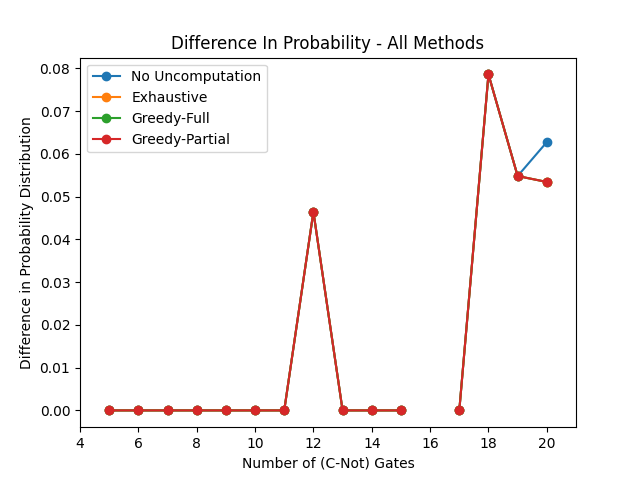 Difference In Probability - All Methods
No Uncomputation
Exhaustive
Greedy-Full
Greedy-Partial
Difference in Probability Distribution
0.08
0.07
0.06
0.05
0.04
0.03
0.02
0.01
0.00
4 6 8 10 12 14 16 18 20
Number of (C-Not) Gates